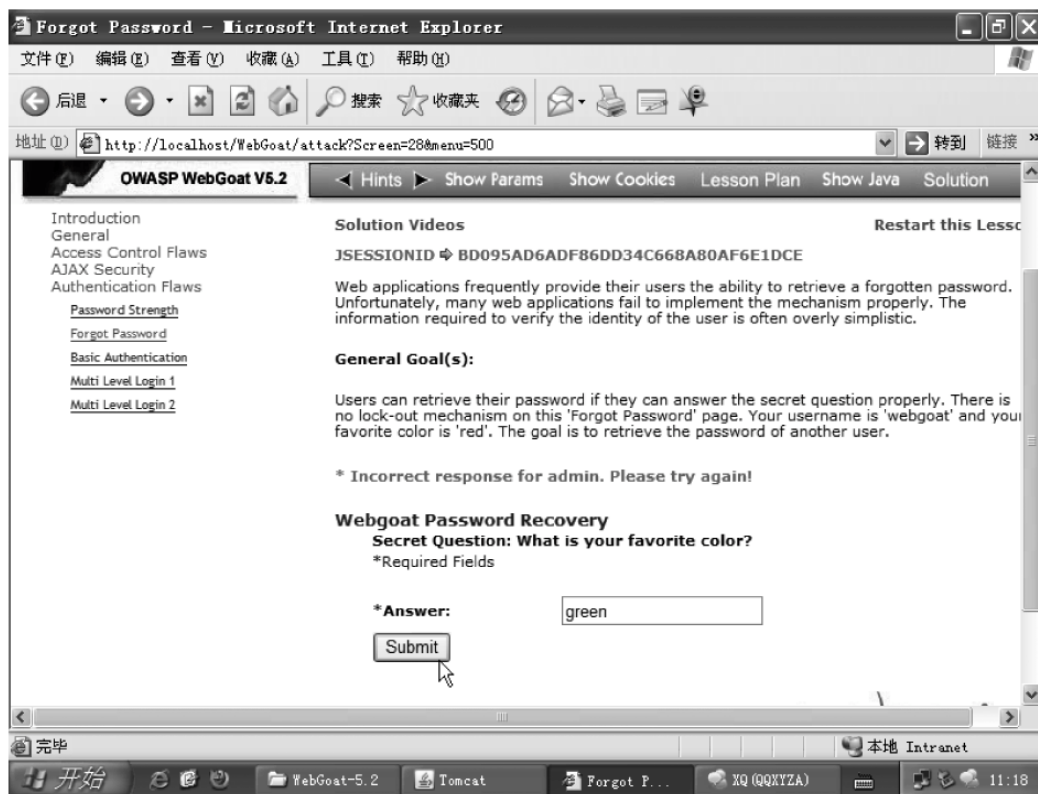 Forgot Password - Microsoft Internet Explorer
文件(F) 编辑(E) 查看(V) 收藏(A) 工具(T) 帮助(H)
后退 搜索 收藏夹
地址(D) http://localhost/WebGoat/attack?Screen=28&menu=500 转到 链接 »
OWASP WebGoat V5.2 Hints Show Params Show Cookies Lesson Plan Show Java Solution
Introduction
General
Access Control Flaws
AJAX Security
Authentication Flaws
Password Strength
Forgot Password
Basic Authentication
Multi Level Login 1
Multi Level Login 2
Solution Videos Restart this Lesso
JSESSIONID ➩ BD095AD6ADF86DD34C668A80AF6E1DCE
Web applications frequently provide their users the ability to retrieve a forgotten password.
Unfortunately, many web applications fail to implement the mechanism properly. The
information required to verify the identity of the user is often overly simplistic.
General Goal(s):
Users can retrieve their password if they can answer the secret question properly. There is
no lock-out mechanism on this 'Forgot Password' page. Your username is 'webgoat' and your
favorite color is 'red'. The goal is to retrieve the password of another user.
* Incorrect response for admin. Please try again!
Webgoat Password Recovery
Secret Question: What is your favorite color?
*Required Fields
*Answer: green
Submit
完毕 本地 Intranet
开始 WebGoat-5.2 Tomcat Forgot P... XQ(QQXYZA) 11:18